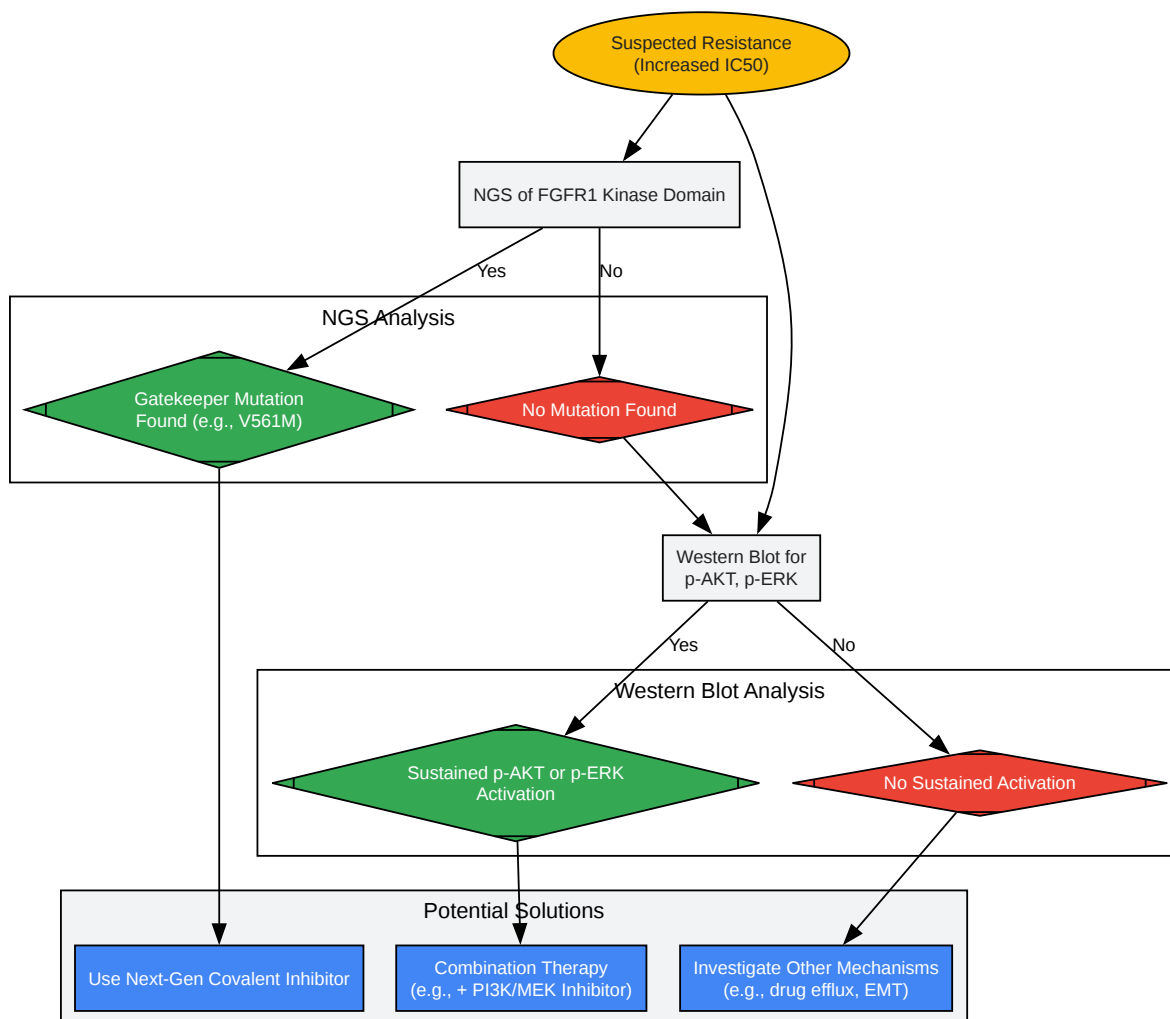 Suspected Resistance
(Increased IC50)
NGS of FGFR1 Kinase Domain
Yes
No
NGS Analysis
Gatekeeper Mutation
Found (e.g., V561M)
No Mutation Found
Western Blot for
p-AKT, p-ERK
Yes
No
Western Blot Analysis
Sustained p-AKT or p-ERK
Activation
No Sustained Activation
Potential Solutions
Use Next-Gen Covalent Inhibitor
Combination Therapy
(e.g., + PI3K/MEK Inhibitor)
Investigate Other Mechanisms
(e.g., drug efflux, EMT)